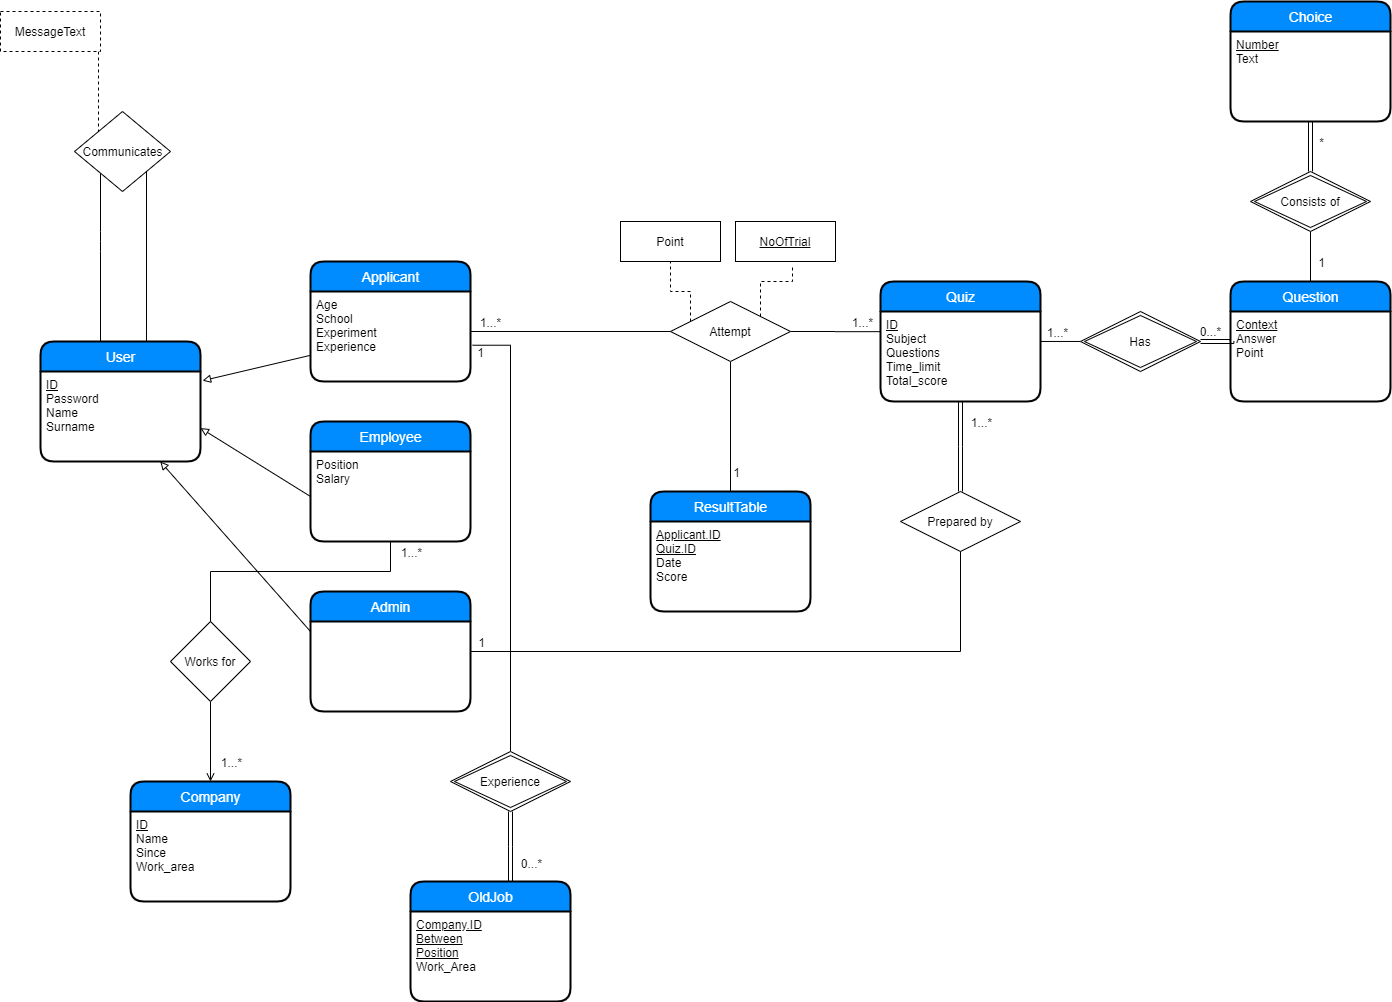 MessageText
Communicates
User
ID
Password
Name
Surname
Applicant
Age
School
Experiment
Experience
1...*
1
Employee
Position
Salary
1...*
Admin
1
Works for
1...*
Company
ID
Name
Since
Work_area
Experience
0...*
OldJob
Company.ID
Between
Position
Work_Area
Point
NoOfTrial
Attempt
1...*
1
ResultTable
Applicant.ID
Quiz.ID
Date
Score
Quiz
ID
Subject
Questions
Time_limit
Total_score
1...*
Prepared by
1...*
Has
0...*
Choice
Number
Text
*
Consists of
1
Question
Context
Answer
Point